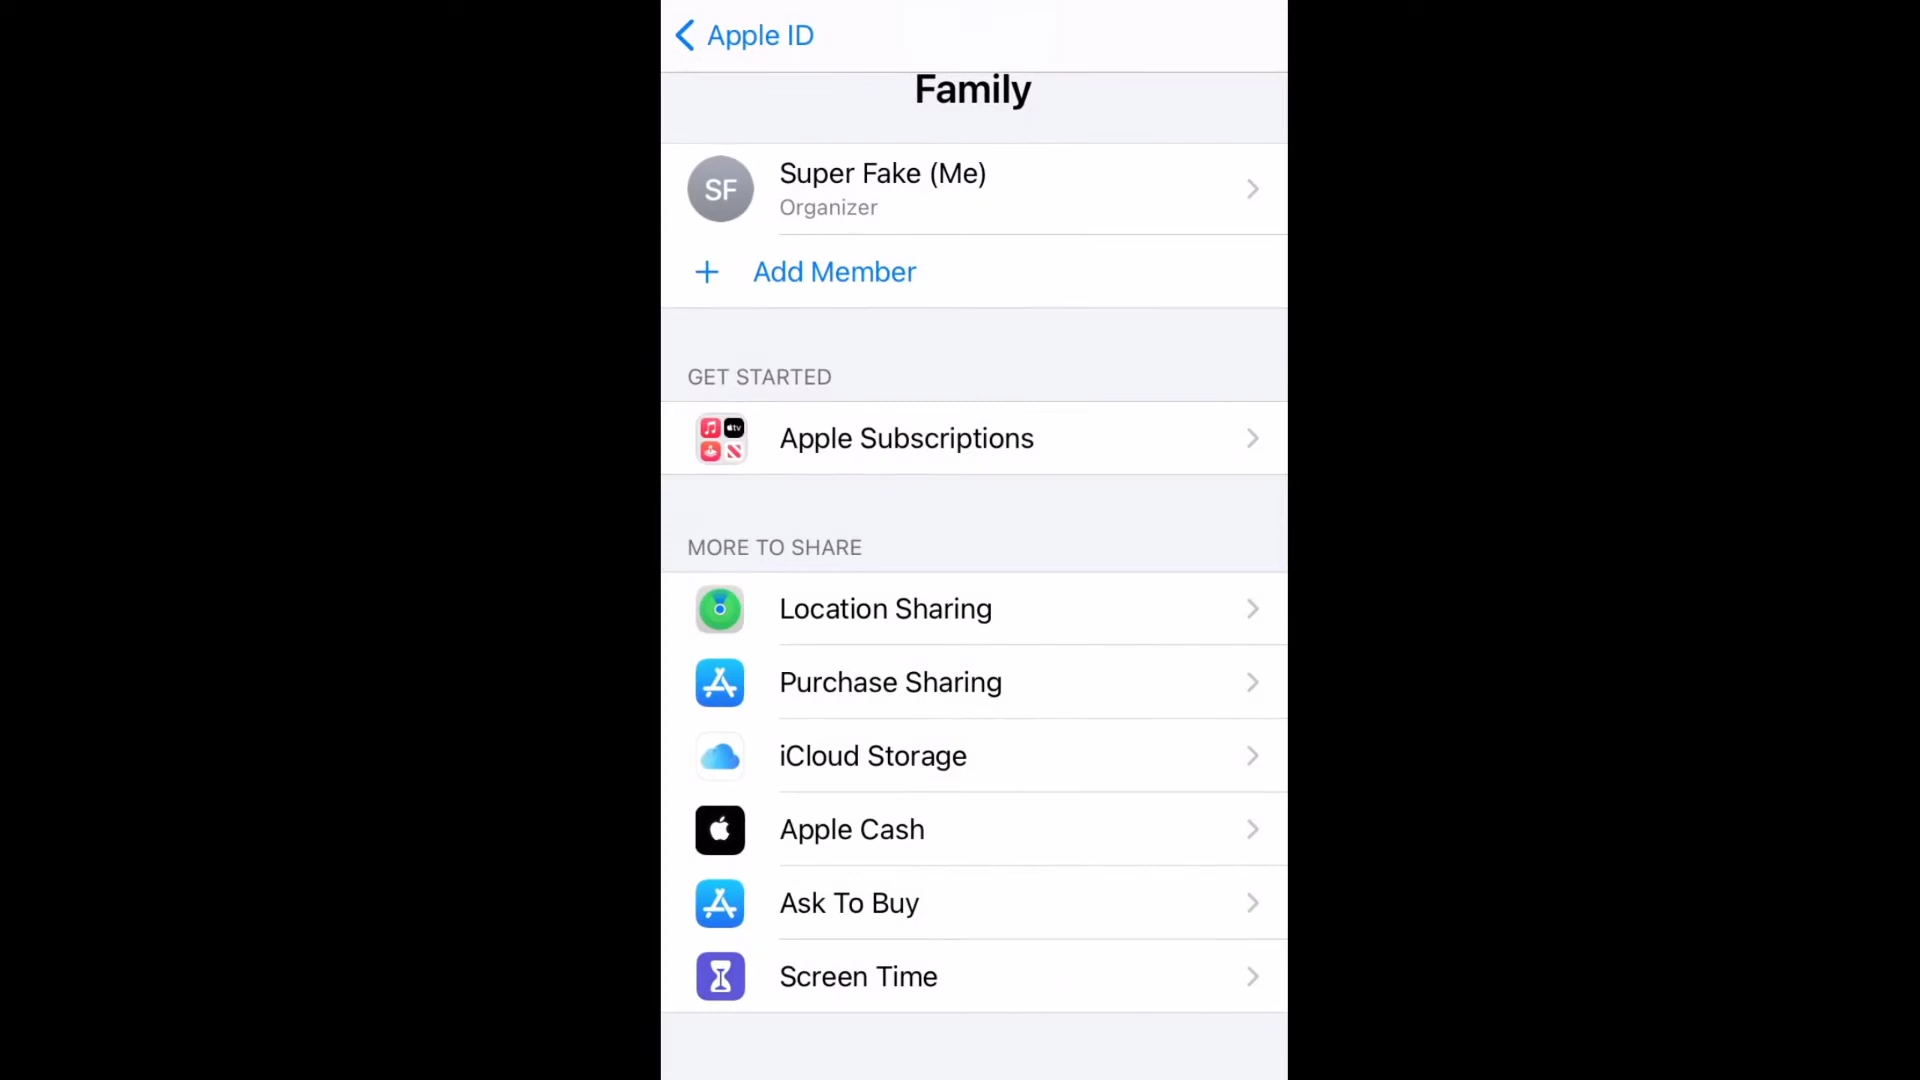 Apple ID
Family
SF
Super Fake (Me)
Organizer
Add Member
GET STARTED
tv
Apple Subscriptions
MORE TO SHARE
Location Sharing
Purchase Sharing
iCloud Storage
Apple Cash
Ask To Buy
Screen Time